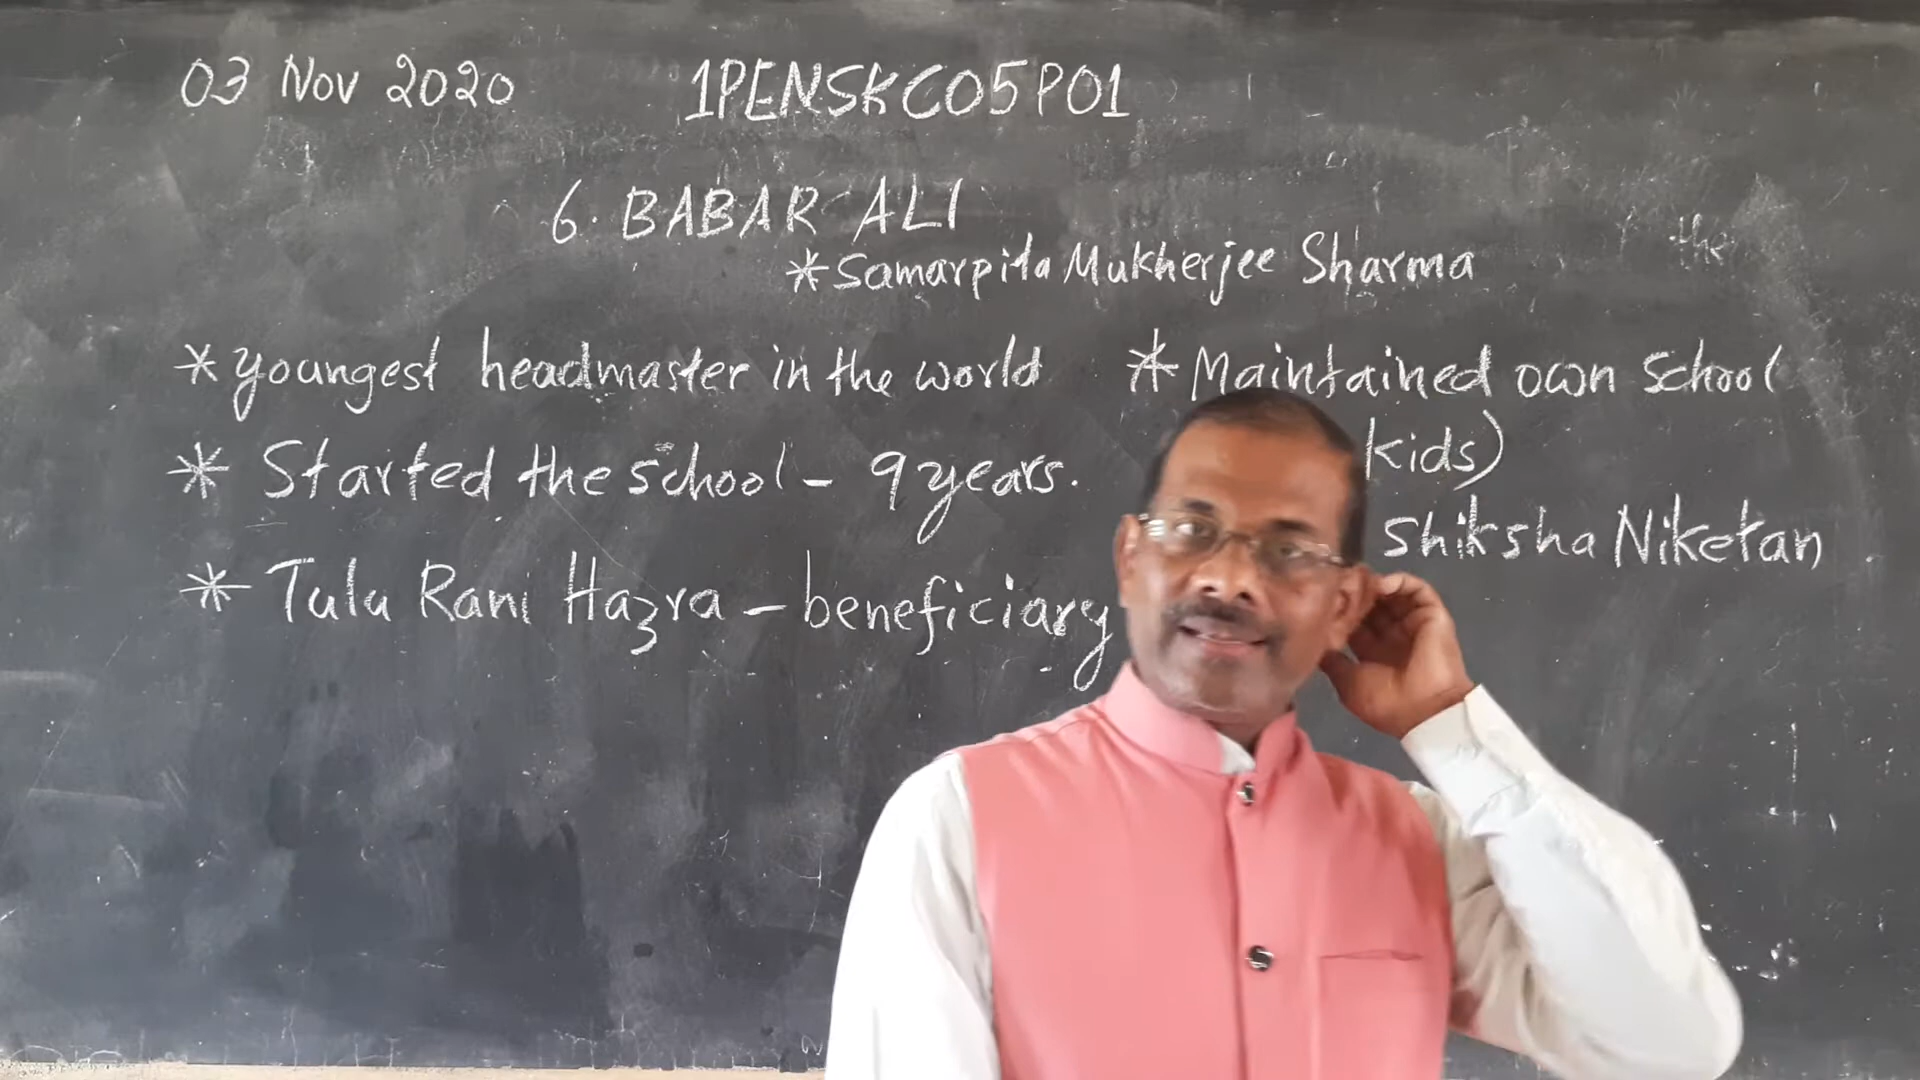 03 Nov 2020
1PENSKC05P01
6. BABAR ALI
*Samarpita Mukherjee Sharma
*youngest headmaster in the world
* Started the school - 9 years.
* Tulu Rani Hazra - beneficiary
* Maintained own school
kids)
Shiksha Niketan
the